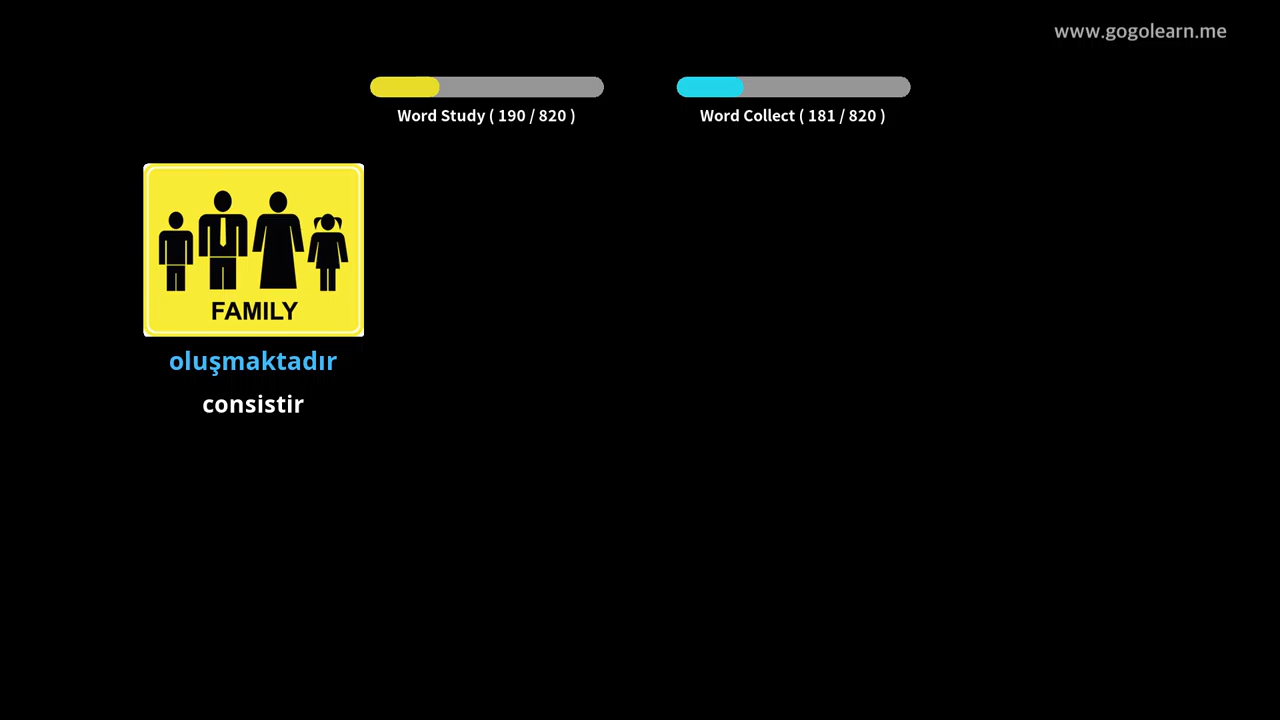 www.gogolearn.me
Word Study ( 190 / 820 )
Word Collect ( 181 / 820 )
FAMILY
oluşmaktadır
consistir